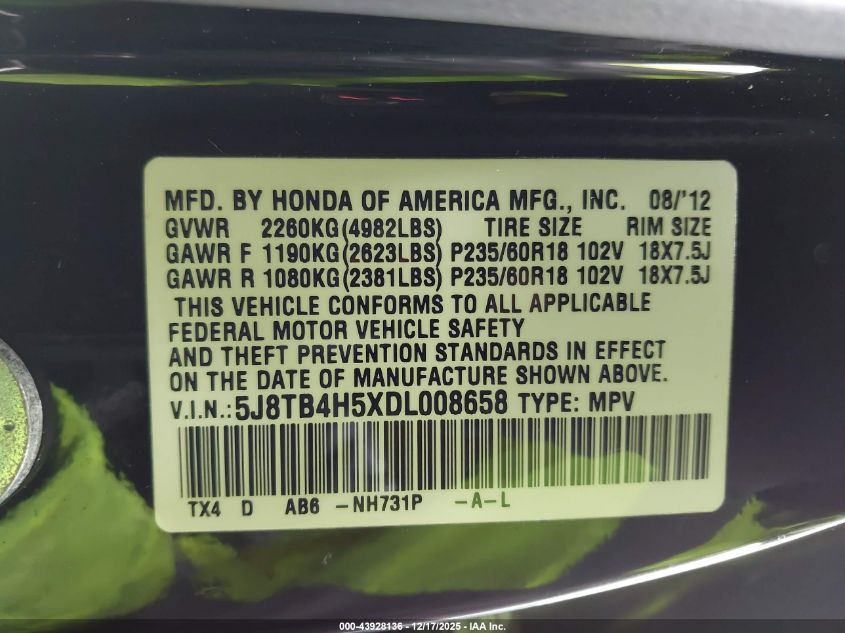 MFD. BY HONDA OF AMERICA MFG., INC. 08/'12
GVWR 2260KG(4982LBS) TIRE SIZE RIM SIZE
GAWR F 1190KG(2623LBS) P235/60R18 102V 18X7.5J
GAWR R 1080KG(2381LBS) P235/60R18 102V 18X7.5J
THIS VEHICLE CONFORMS TO ALL APPLICABLE
FEDERAL MOTOR VEHICLE SAFETY
AND THEFT PREVENTION STANDARDS IN EFFECT
ON THE DATE OF MANUFACTURE SHOWN ABOVE.
V.I.N.:5J8TB4H5XDL008658 TYPE: MPV
TX4 D AB6 -NH731P -A-L
000-43928136 - 12/17/2025 - IAA Inc.